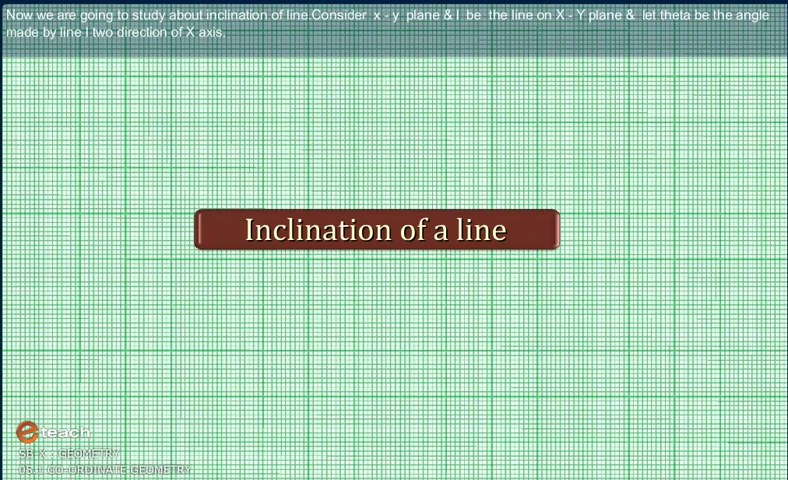 Now we are going to study about inclination of line.Consider x - y plane & l be the line on X - Y plane & let theta be the angle
made by line l two direction of X axis.
Inclination of a line
e teach
SB: X : GEOMETRY
05-1 CO-ORDINATE GEOMETRY